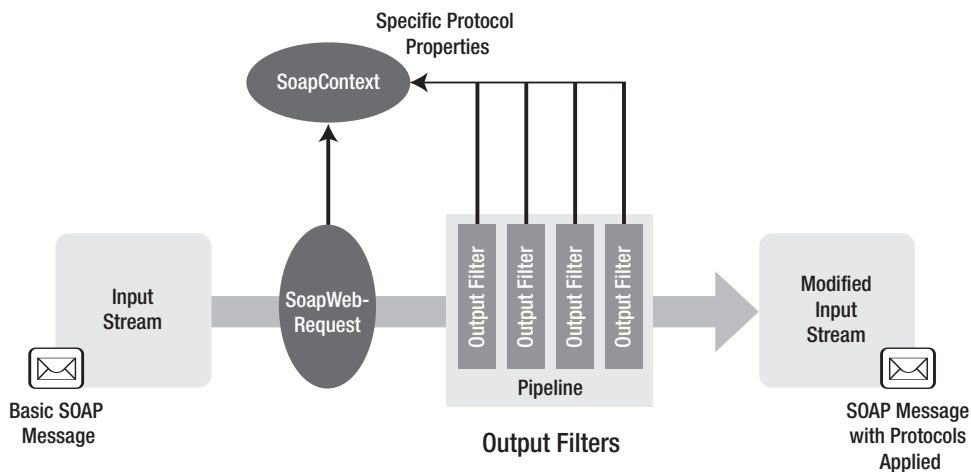 Specific Protocol
Properties
SoapContext
Input
Stream
SoapWeb-
Request
Output Filter
Output Filter
Output Filter
Output Filter
Pipeline
Modified
Input
Stream
Basic SOAP
Message
Output Filters
SOAP Message
with Protocols
Applied